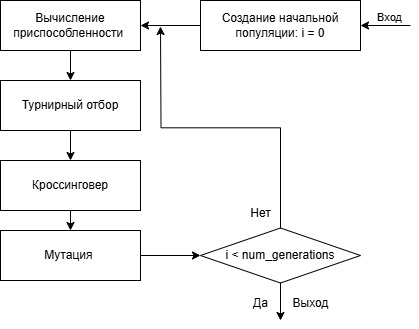 Вычисление
приспособленности
Создание начальной
популяции: i = 0
Вход
Турнирный отбор
Кроссинговер
Мутация
Нет
i < num_generations
Да
Выход